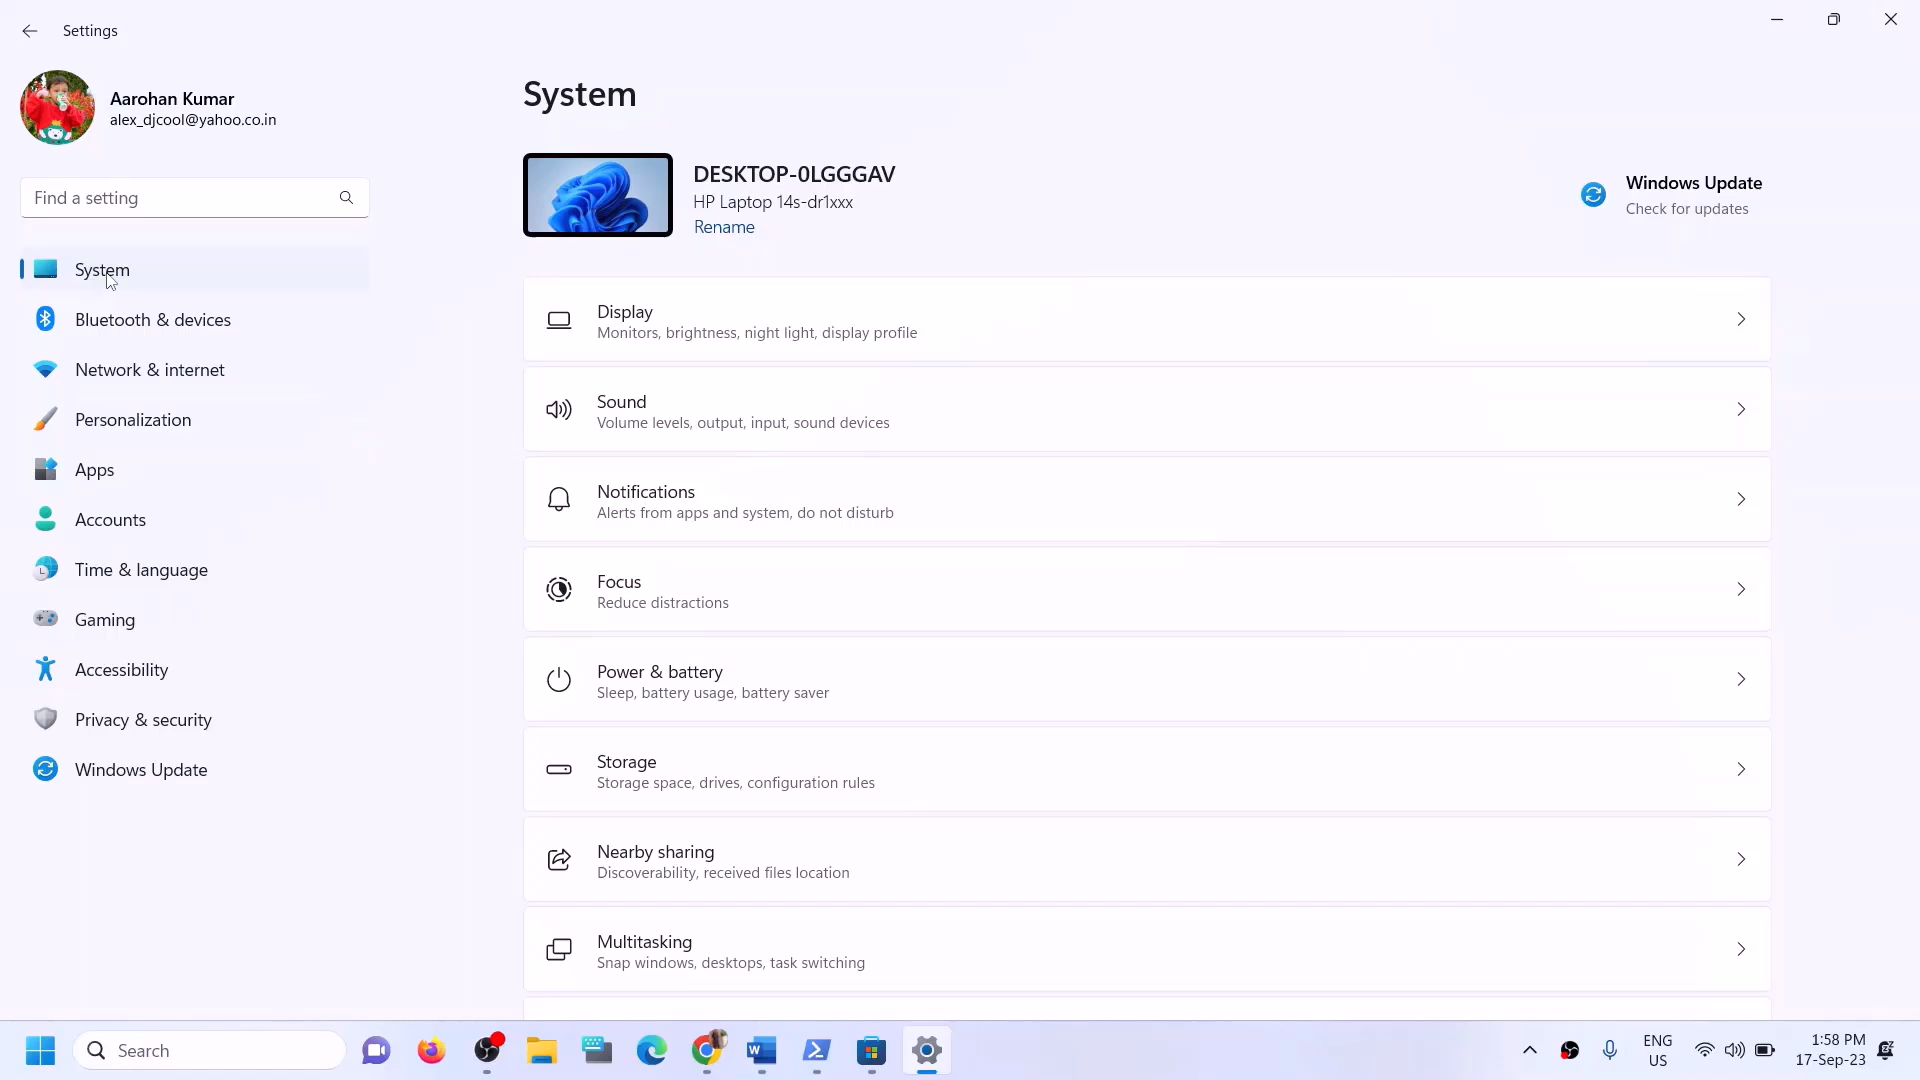 Settings
Aarohan Kumar
alex_djcool@yahoo.co.in
Find a setting
System
Bluetooth & devices
Network & internet
Personalization
Apps
Accounts
Time & language
Gaming
Accessibility
Privacy & security
Windows Update
System
DESKTOP-0LGGGAV
HP Laptop 14s-dr1xxx
Rename
Windows Update
Check for updates
Display
Monitors, brightness, night light, display profile
Sound
Volume levels, output, input, sound devices
Notifications
Alerts from apps and system, do not disturb
Focus
Reduce distractions
Power & battery
Sleep, battery usage, battery saver
Storage
Storage space, drives, configuration rules
Nearby sharing
Discoverability, received files location
Multitasking
Snap windows, desktops, task switching
Search
ENG
US
1:58 PM
17-Sep-23